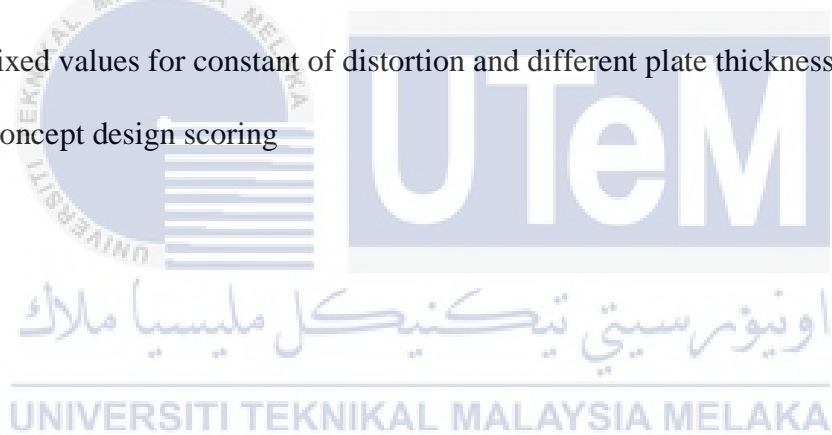 ixed values for constant of distortion and different plate thickness
oncept design scoring
UTeM
اونيۏرسيتي تيكنيكل مليسيا ملاك
UNIVERSITI TEKNIKAL MALAYSIA MELAKA